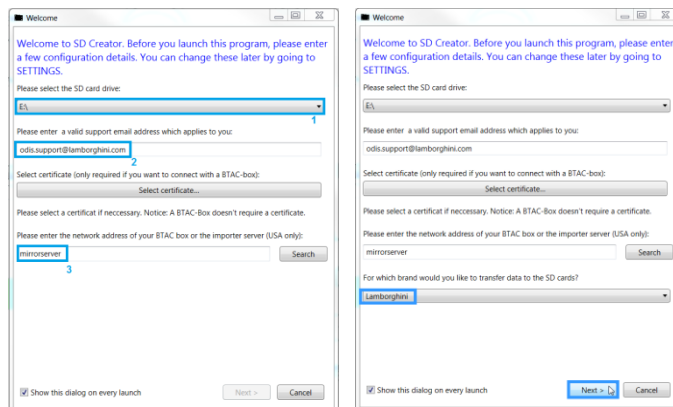 Welcome
Welcome to SD Creator. Before you launch this program, please enter
a few configuration details. You can change these later by going to
SETTINGS.
Please select the SD card drive:
E:\
1
Please enter a valid support email address which applies to you:
odis.support@lamborghini.com
2
Select certificate (only required if you want to connect with a BTAC-box):
Select certificate...
Please select a certificat if neccessary. Notice: A BTAC-Box doesn't require a certificate.
Please enter the network address of your BTAC box or the importer server (USA only):
mirrorserver
Search
3
Show this dialog on every launch
Next >
Cancel
Welcome
Welcome to SD Creator. Before you launch this program, please enter
a few configuration details. You can change these later by going to
SETTINGS.
Please select the SD card drive:
E:\
Please enter a valid support email address which applies to you:
odis.support@lamborghini.com
Select certificate (only required if you want to connect with a BTAC-box):
Select certificate...
Please select a certificat if neccessary. Notice: A BTAC-Box doesn't require a certificate.
Please enter the network address of your BTAC box or the importer server (USA only):
mirrorserver
Search
For which brand would you like to transfer data to the SD cards?
Lamborghini
Show this dialog on every launch
Next >
Cancel